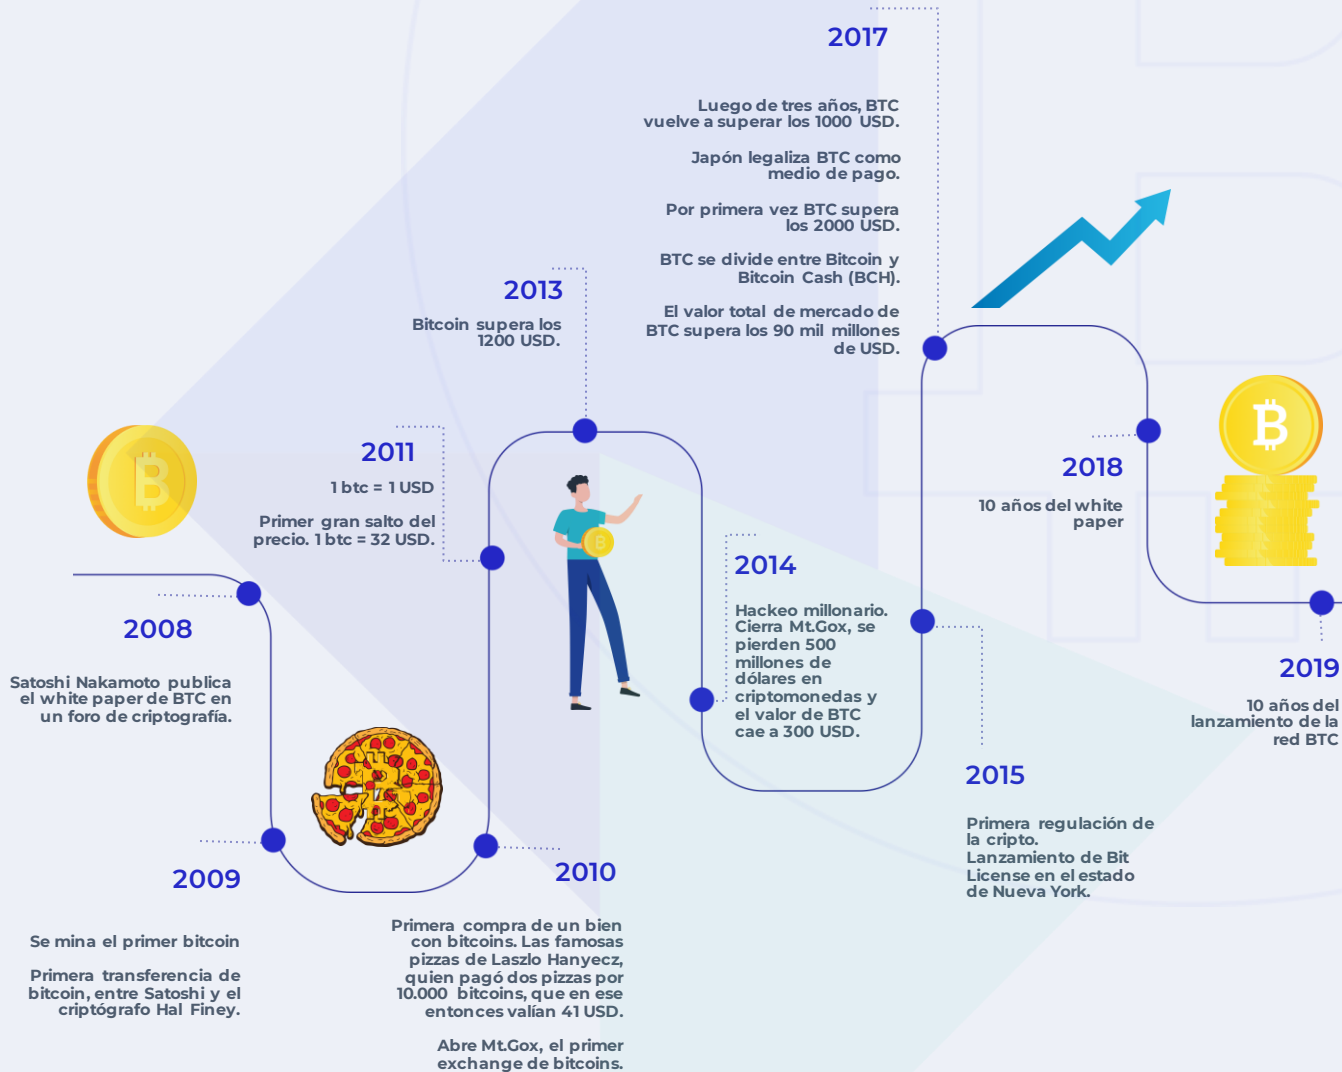 2008
Satoshi Nakamoto publica
el white paper de BTC en
un foro de criptografía.
2009
Se mina el primer bitcoin
Primera transferencia de
bitcoin, entre Satoshi y el
criptógrafo Hal Finey.
2010
Primera compra de un bien
con bitcoins. Las famosas
pizzas de Laszlo Hanyecz,
quien pagó dos pizzas por
10.000 bitcoins, que en ese
entonces valían 41 USD.
Abre Mt.Gox, el primer
exchange de bitcoins.
2011
1 btc = 1 USD
Primer gran salto del
precio. 1 btc = 32 USD.
2013
Bitcoin supera los
1200 USD.
2014
Hackeo millonario.
Cierra Mt.Gox, se
pierden 500
millones de
dólares en
criptomonedas y
el valor de BTC
cae a 300 USD.
2015
Primera regulación de
la cripto.
Lanzamiento de Bit
License en el estado
de Nueva York.
2017
Luego de tres años, BTC
vuelve a superar los 1000 USD.
Japón legaliza BTC como
medio de pago.
Por primera vez BTC supera
los 2000 USD.
BTC se divide entre Bitcoin y
Bitcoin Cash (BCH).
El valor total de mercado de
BTC supera los 90 mil millones
de USD.
2018
10 años del white
paper
2019
10 años del
lanzamiento de la
red BTC